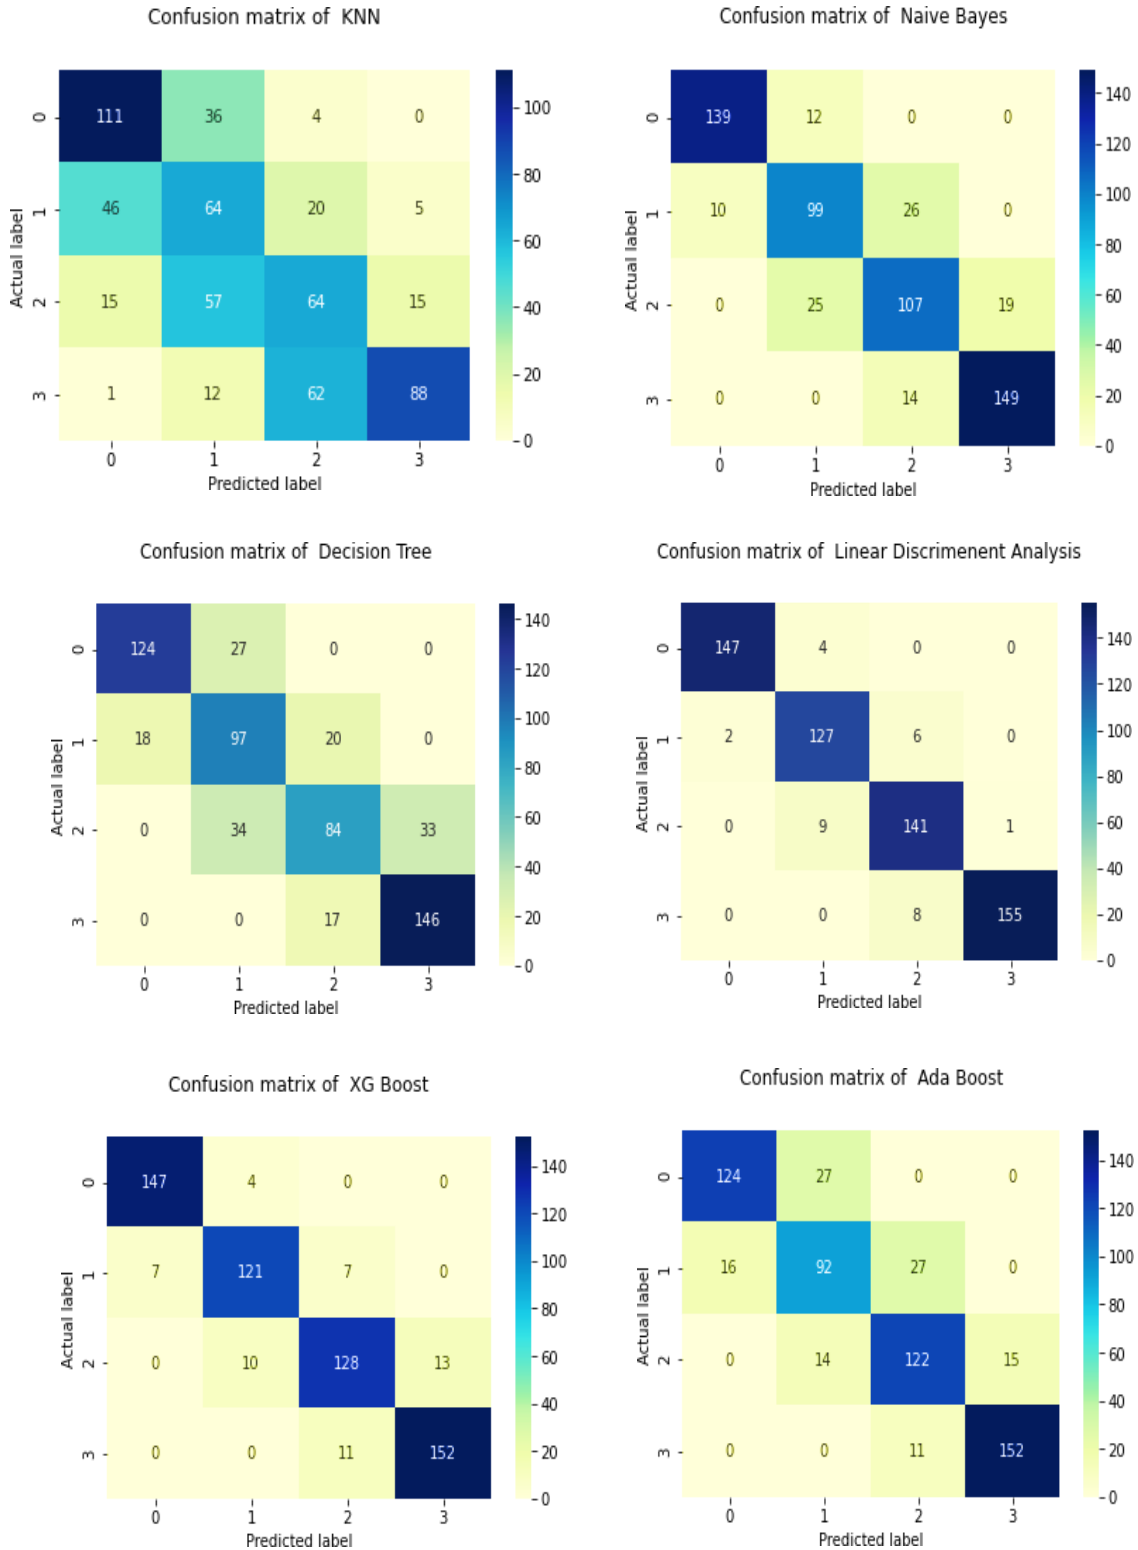 Confusion matrix of  KNN
Actual label
0 111 36 4 0
1 46 64 20 5
2 15 57 64 15
3 1 12 62 88
0 1 2 3
Predicted label
100
80
60
40
20
0
Confusion matrix of  Naive Bayes
0 139 12 0 0
1 10 99 26 0
2 0 25 107 19
3 0 0 14 149
0 1 2 3
Predicted label
140
120
100
80
60
40
20
0
Confusion matrix of  Decision Tree
Actual label
0 124 27 0 0
1 18 97 20 0
2 0 34 84 33
3 0 0 17 146
0 1 2 3
Predicted label
140
120
100
80
60
40
20
0
Confusion matrix of  Linear Discrimenent Analysis
Actual label
0 147 4 0 0
1 2 127 6 0
2 0 9 141 1
3 0 0 8 155
0 1 2 3
Predicted label
140
120
100
80
60
40
20
0
Confusion matrix of  XG Boost
Actual label
0 147 4 0 0
1 7 121 7 0
2 0 10 128 13
3 0 0 11 152
0 1 2 3
Predicted label
140
120
100
80
60
40
20
0
Confusion matrix of  Ada Boost
Actual label
0 124 27 0 0
1 16 92 27 0
2 0 14 122 15
3 0 0 11 152
0 1 2 3
Predicted label
140
120
100
80
60
40
20
0